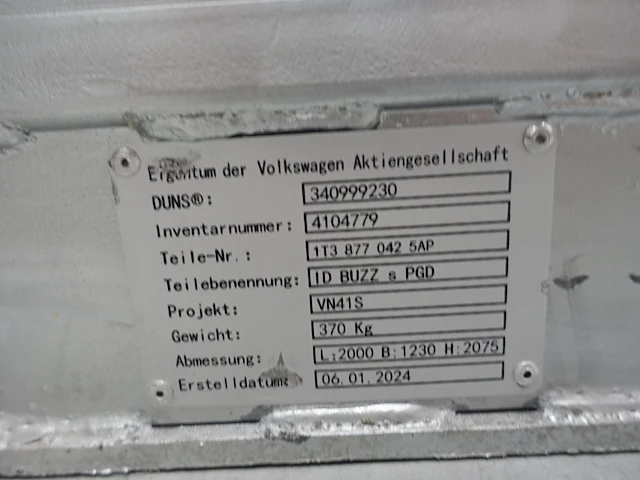 Eigentum der Volkswagen Aktiengesellschaft
DUNS®: 340999230
Inventarnummer: 4104779
Teile-Nr.: 1T3 877 042 5AP
Teilebenennung: ID BUZZ s PGD
Projekt: VN41S
Gewicht: 370 Kg
Abmessung: L:2000 B:1230 H:2075
Erstelldatum: 06.01.2024